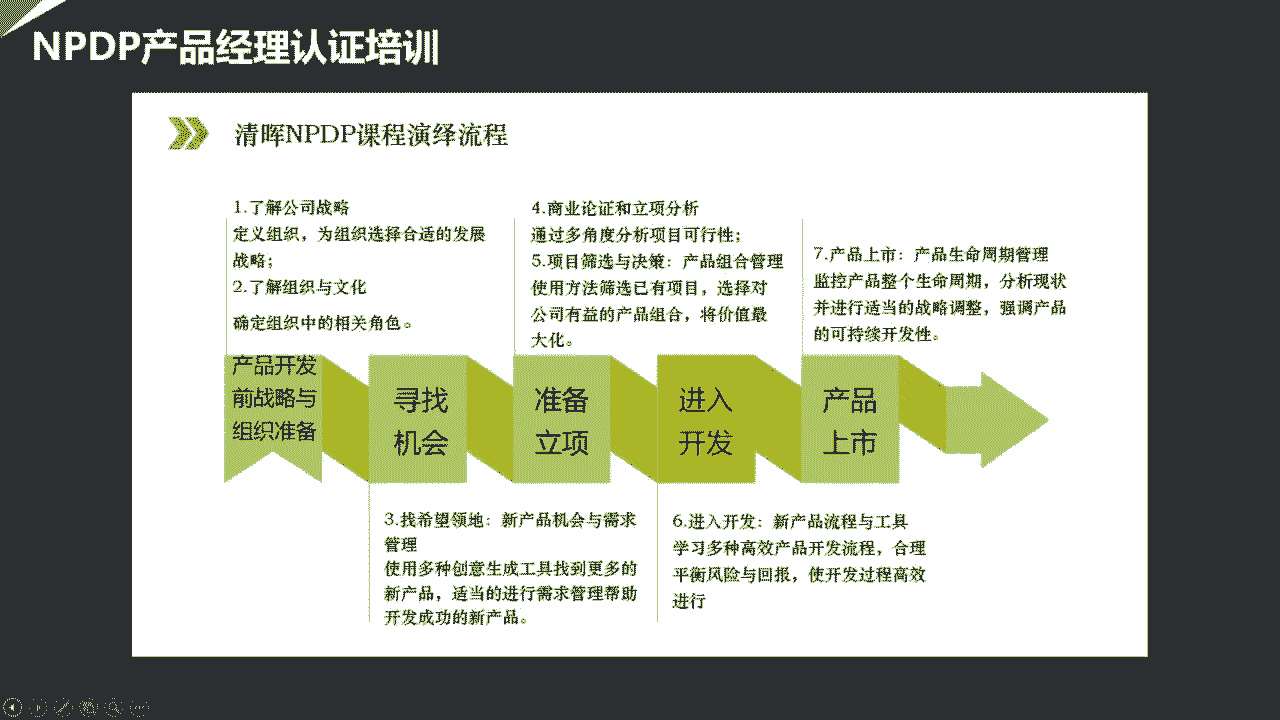 NPDP产品经理认证培训
清晖NPDP课程演绎流程
1.了解公司战略
定义组织，为组织选择合适的发展
战略；
2.了解组织与文化
确定组织中的相关角色。
4.商业论证和立项分析
通过多角度分析项目可行性；
5.项目筛选与决策：产品组合管理
使用方法筛选已有项目，选择对
公司有益的产品组合，将价值最
大化。
7.产品上市：产品生命周期管理
监控产品整个生命周期，分析现状
并进行适当的战略调整，强调产品
的可持续开发性。
产品开发
前战略与
组织准备
寻找
机会
准备
立项
进入
开发
产品
上市
3.找希望领地：新产品机会与需求
管理
使用多种创意生成工具找到更多的
新产品，适当的进行需求管理帮助
开发成功的新产品。
6.进入开发：新产品流程与工具
学习多种高效产品开发流程，合理
平衡风险与回报，使开发过程高效
进行